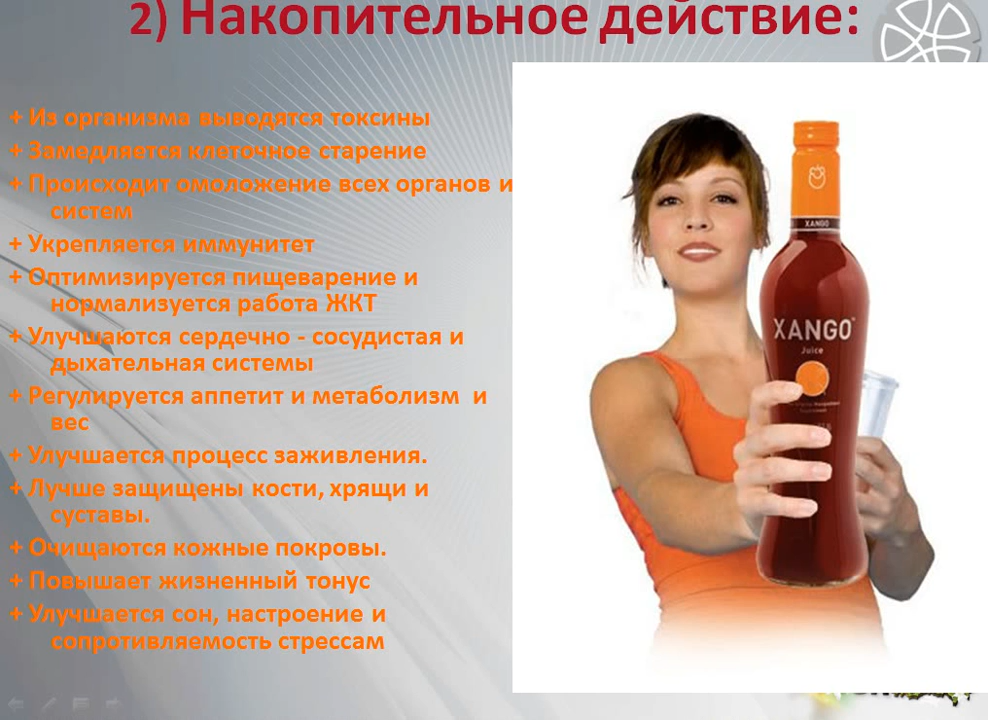 2) Накопительное действие:
+ Из организма выводятся токсины
+ Замедляется клеточное старение
+ Происходит омоложение всех органов и
систем
+ Укрепляется иммунитет
+ Оптимизируется пищеварение и
нормализуется работа ЖКТ
+ Улучшаются сердечно - сосудистая и
дыхательная системы
+ Регулируется аппетит и метаболизм и
вес
+ Улучшается процесс заживления.
+ Лучше защищены кости, хрящи и
суставы.
+ Очищаются кожные покровы.
+ Повышает жизненный тонус
+ Улучшается сон, настроение и
сопротивляемость стрессам
XANGO
XANGO
Juice